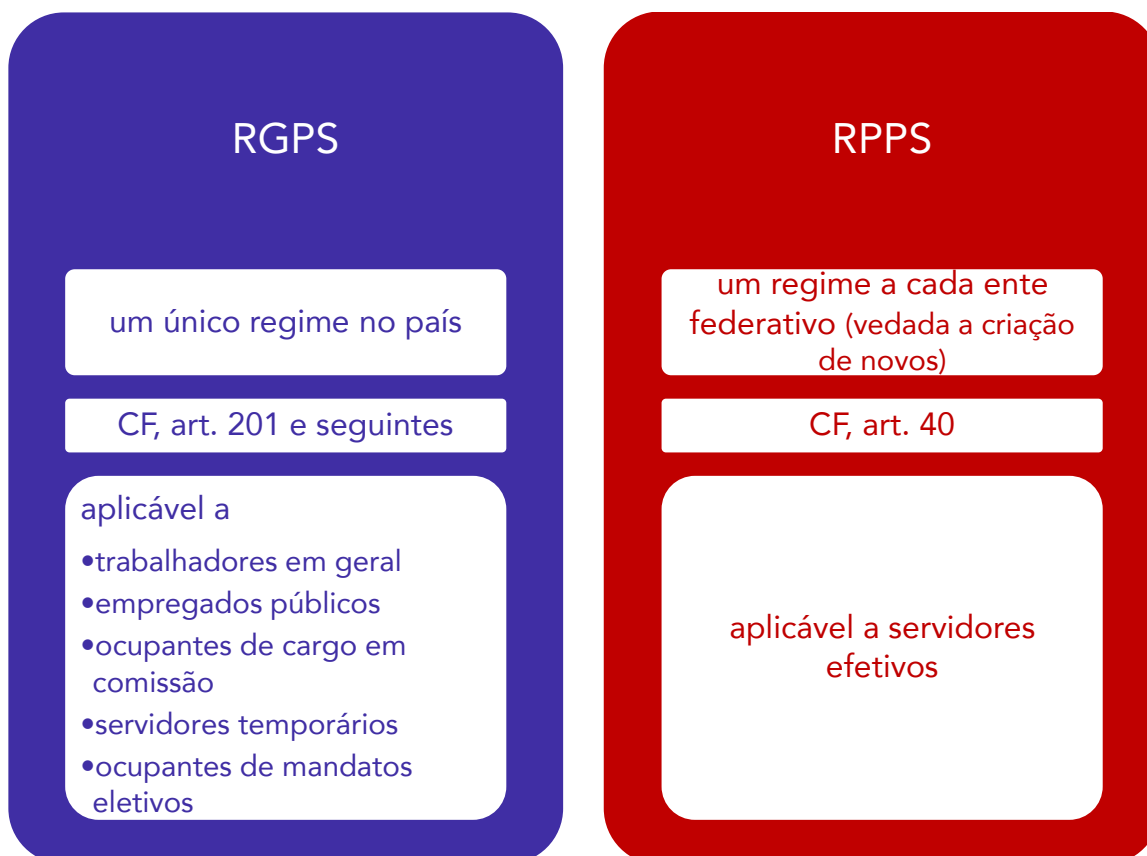 RGPS
um único regime no país
CF, art. 201 e seguintes
aplicável a
•trabalhadores em geral
•empregados públicos
•ocupantes de cargo em
comissão
•servidores temporários
•ocupantes de mandatos
eletivos
RPPS
um regime a cada ente
federativo (vedada a criação
de novos)
CF, art. 40
aplicável a servidores
efetivos